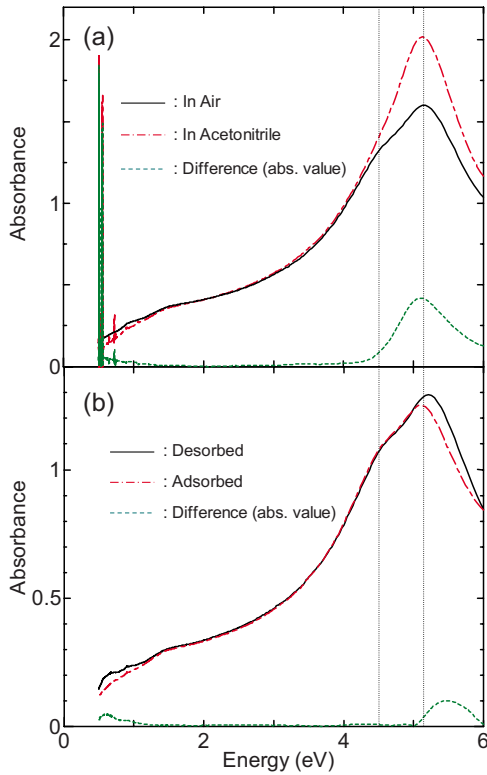 (a)
2
: In Air
: In Acetonitrile
: Difference (abs. value)
1
0
Absorbance
(b)
: Desorbed
: Adsorbed
: Difference (abs. value)
1
0.5
0
Absorbance
0
2
4
6
Energy (eV)